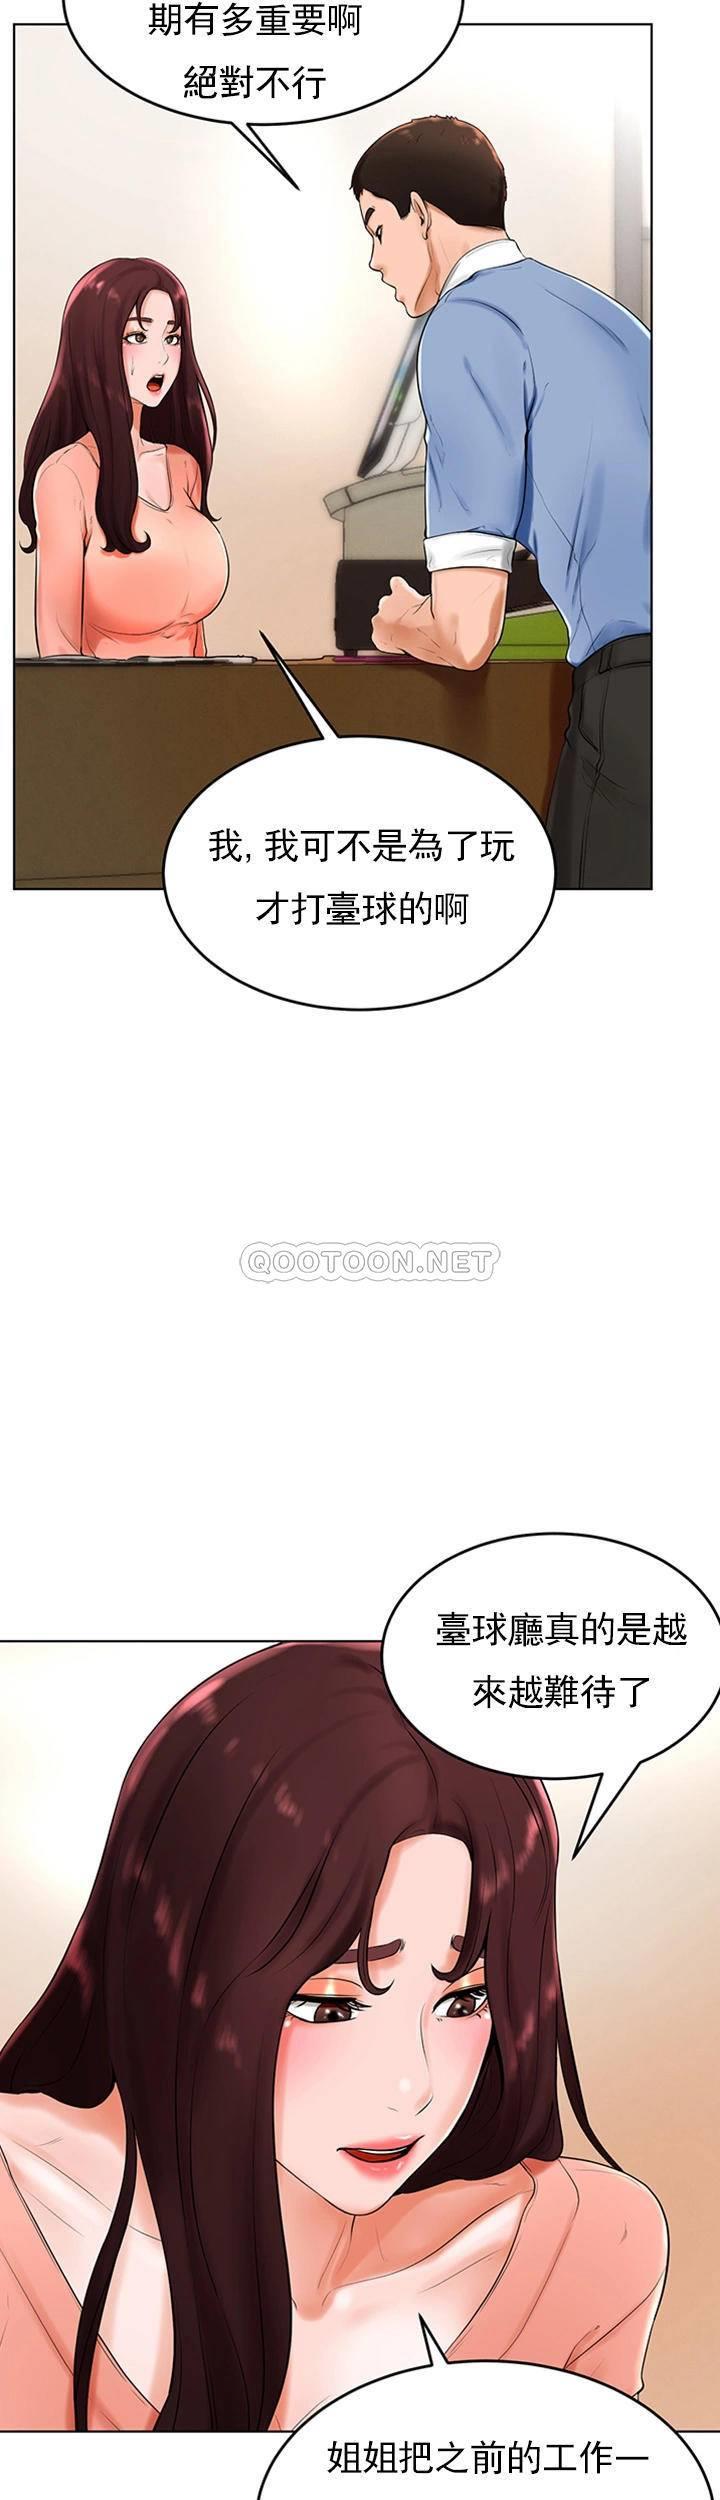 期有多重要啊
絕對不行
我,我可不是為了玩
才打臺球的啊
QOOTOON.NET
臺球廳真的是越
來越難待了
姐姐把之前的工作一